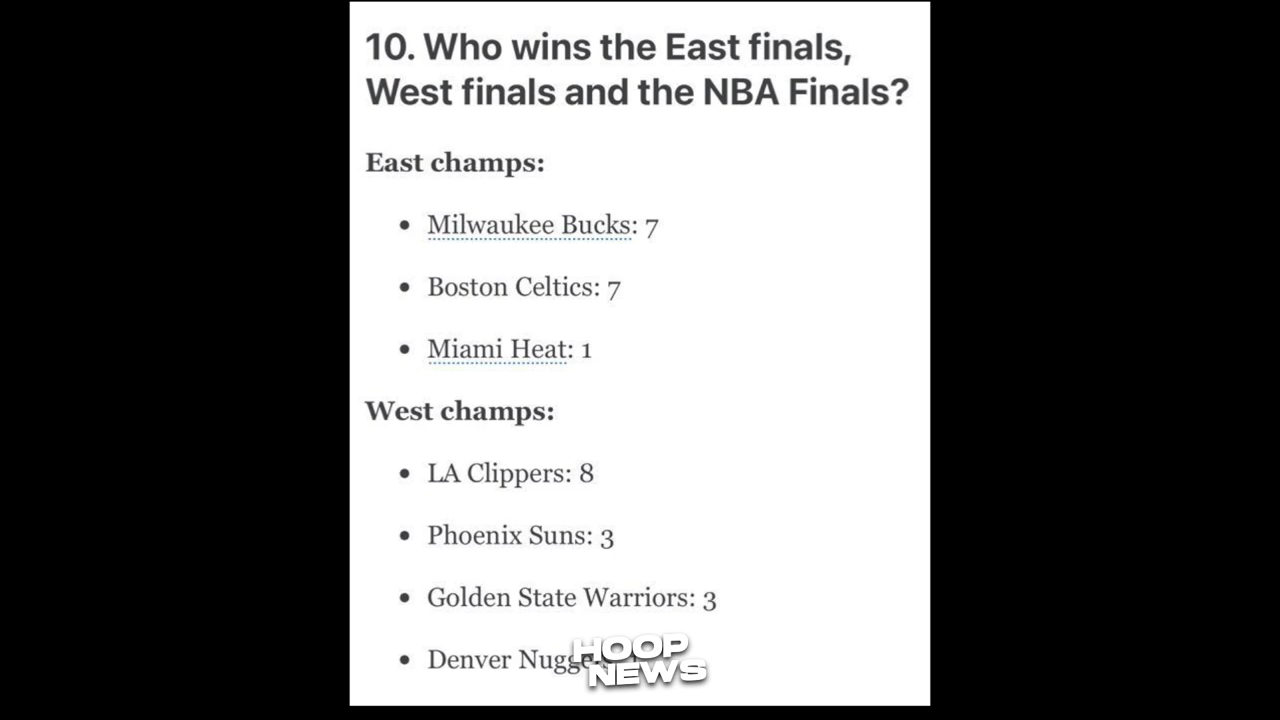 10. Who wins the East finals,
West finals and the NBA Finals?
East champs:
• Milwaukee Bucks: 7
• Boston Celtics: 7
• Miami Heat: 1
West champs:
• LA Clippers: 8
• Phoenix Suns: 3
• Golden State Warriors: 3
• Denver
HOOP
NEWS